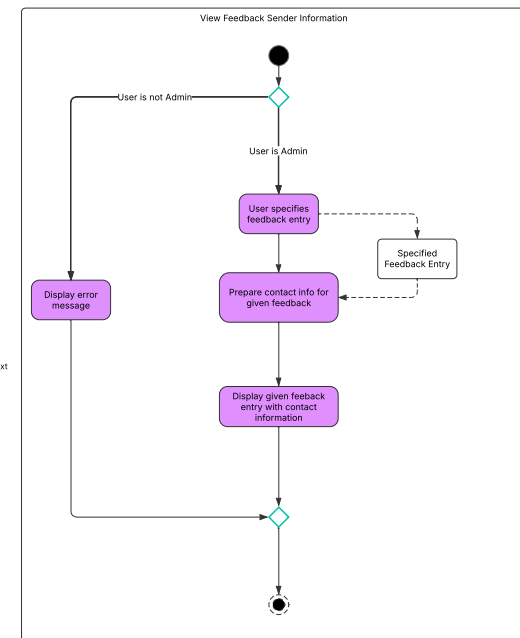 View Feedback Sender Information
User is not Admin
User is Admin
User specifies
feedback entry
Specified
Feedback Entry
Display error
message
Prepare contact info for
given feedback
xt
Display given feeback
entry with contact
information